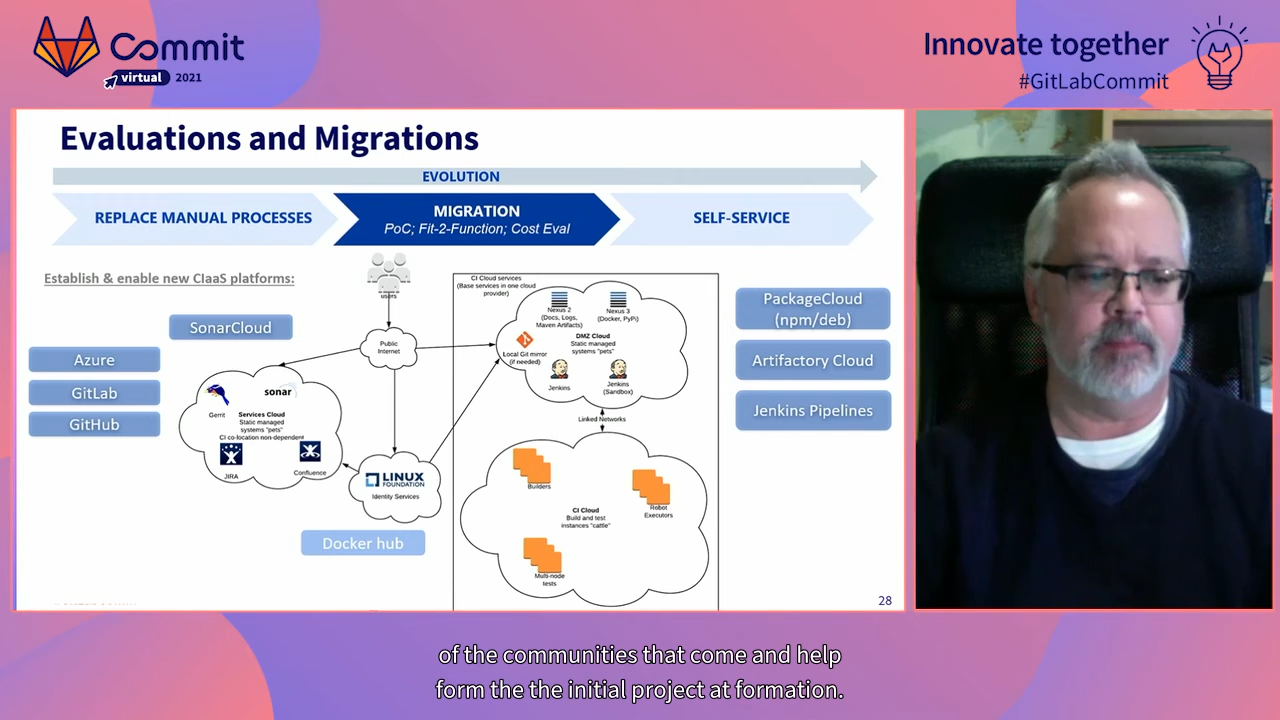 Commit
virtual 2021
Innovate together
#GitLabCommit
Evaluations and Migrations
EVOLUTION
REPLACE MANUAL PROCESSES
MIGRATION
PoC; Fit-2-Function; Cost Eval
SELF-SERVICE
Establish & enable new CIaaS platforms:
SonarCloud
Azure
GitLab
GitHub
users
Public
Internet
Gerrit
sonar
Services Cloud
Static managed
systems "pets"
CI co-location non-dependent
JIRA
Confluence
LINUX
FOUNDATION
Identity Services
Docker hub
CI Cloud services
(Base services in one cloud
provider)
Nexus 2
(Docs, Logs,
Maven Artifacts)
Nexus 3
(Docker, PyPi)
DMZ Cloud
Static managed
systems "pets"
Local Git mirror
(if needed)
Jenkins
Jenkins
(Sandbox)
Linked Networks
Builders
Robot
Executors
CI Cloud
Build and test
instances "cattle"
Multi-node
tests
PackageCloud
(npm/deb)
Artifactory Cloud
Jenkins Pipelines
28
of the communities that come and help
form the the initial project at formation.